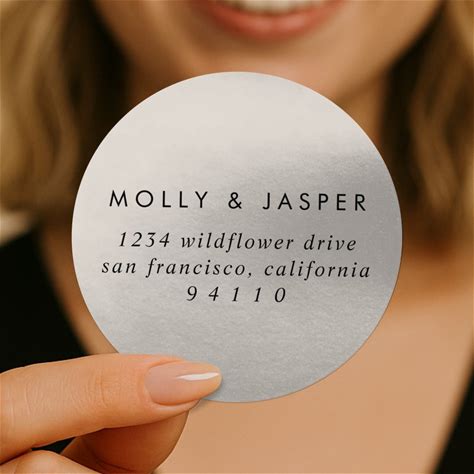 MOLLY & JASPER
1234 wildflower drive
san francisco, california
94110